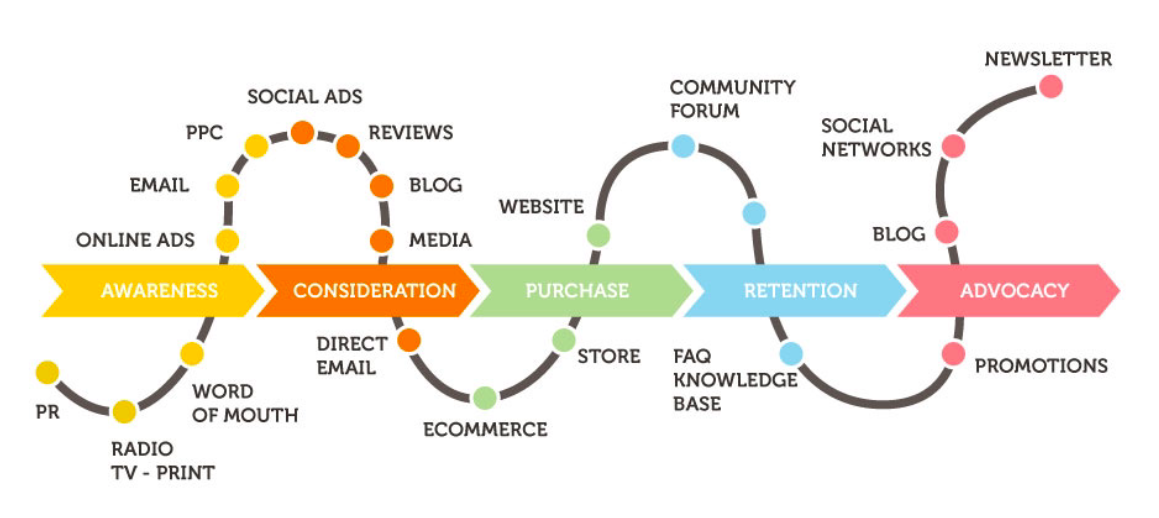 NEWSLETTER
COMMUNITY
FORUM
SOCIAL ADS
PPC
REVIEWS
SOCIAL
NETWORKS
EMAIL
BLOG
WEBSITE
ONLINE ADS
MEDIA
BLOG
AWARENESS
CONSIDERATION
PURCHASE
RETENTION
ADVOCACY
DIRECT
EMAIL
STORE
FAQ
KNOWLEDGE
BASE
PROMOTIONS
PR
WORD
OF MOUTH
ECOMMERCE
RADIO
TV - PRINT